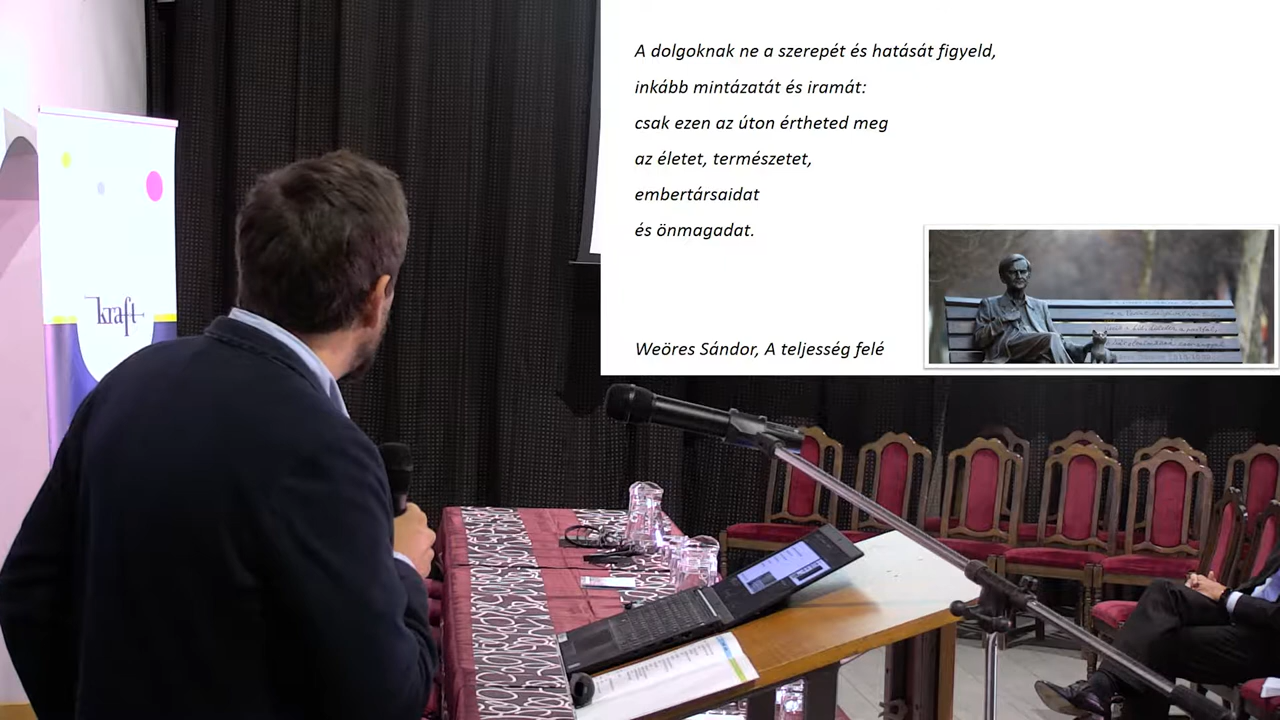 A dolgoknak ne a szerepét és hatását figyeld,
inkább mintázatát és iramát:
csak ezen az úton értheted meg
az életet, természetet,
embertársaidat
és önmagadat.
Weöres Sándor, A teljesség felé
kraft